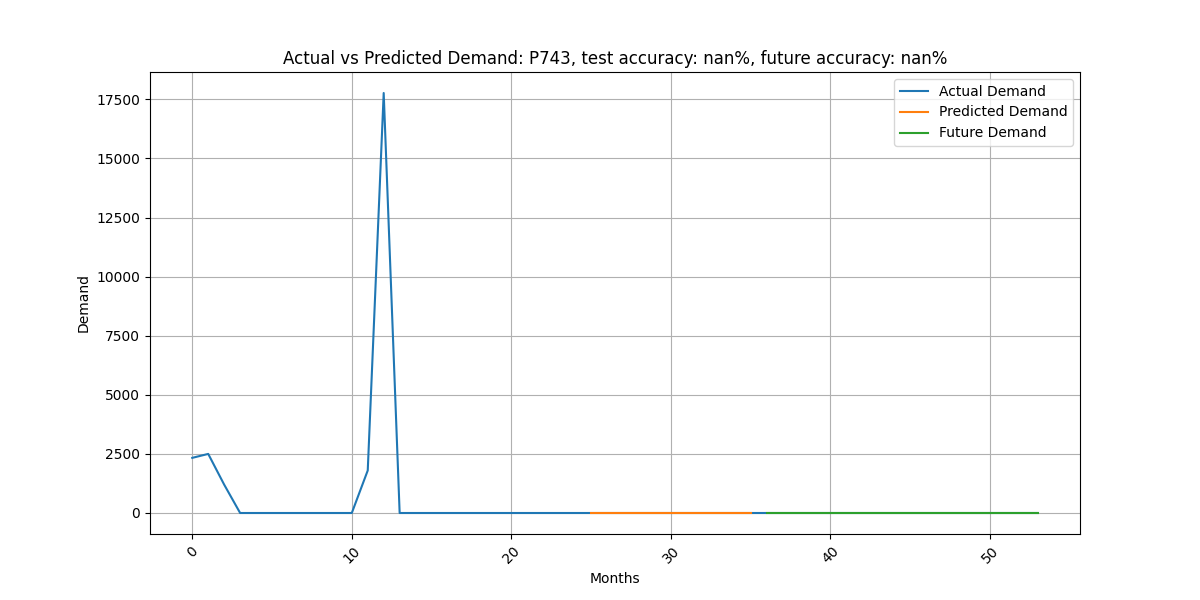 Actual vs Predicted Demand: P743, test accuracy: nan%, future accuracy: nan%
Actual Demand
Predicted Demand
Future Demand
Demand
17500
15000
12500
10000
7500
5000
2500
0
0
10
20
30
40
50
Months